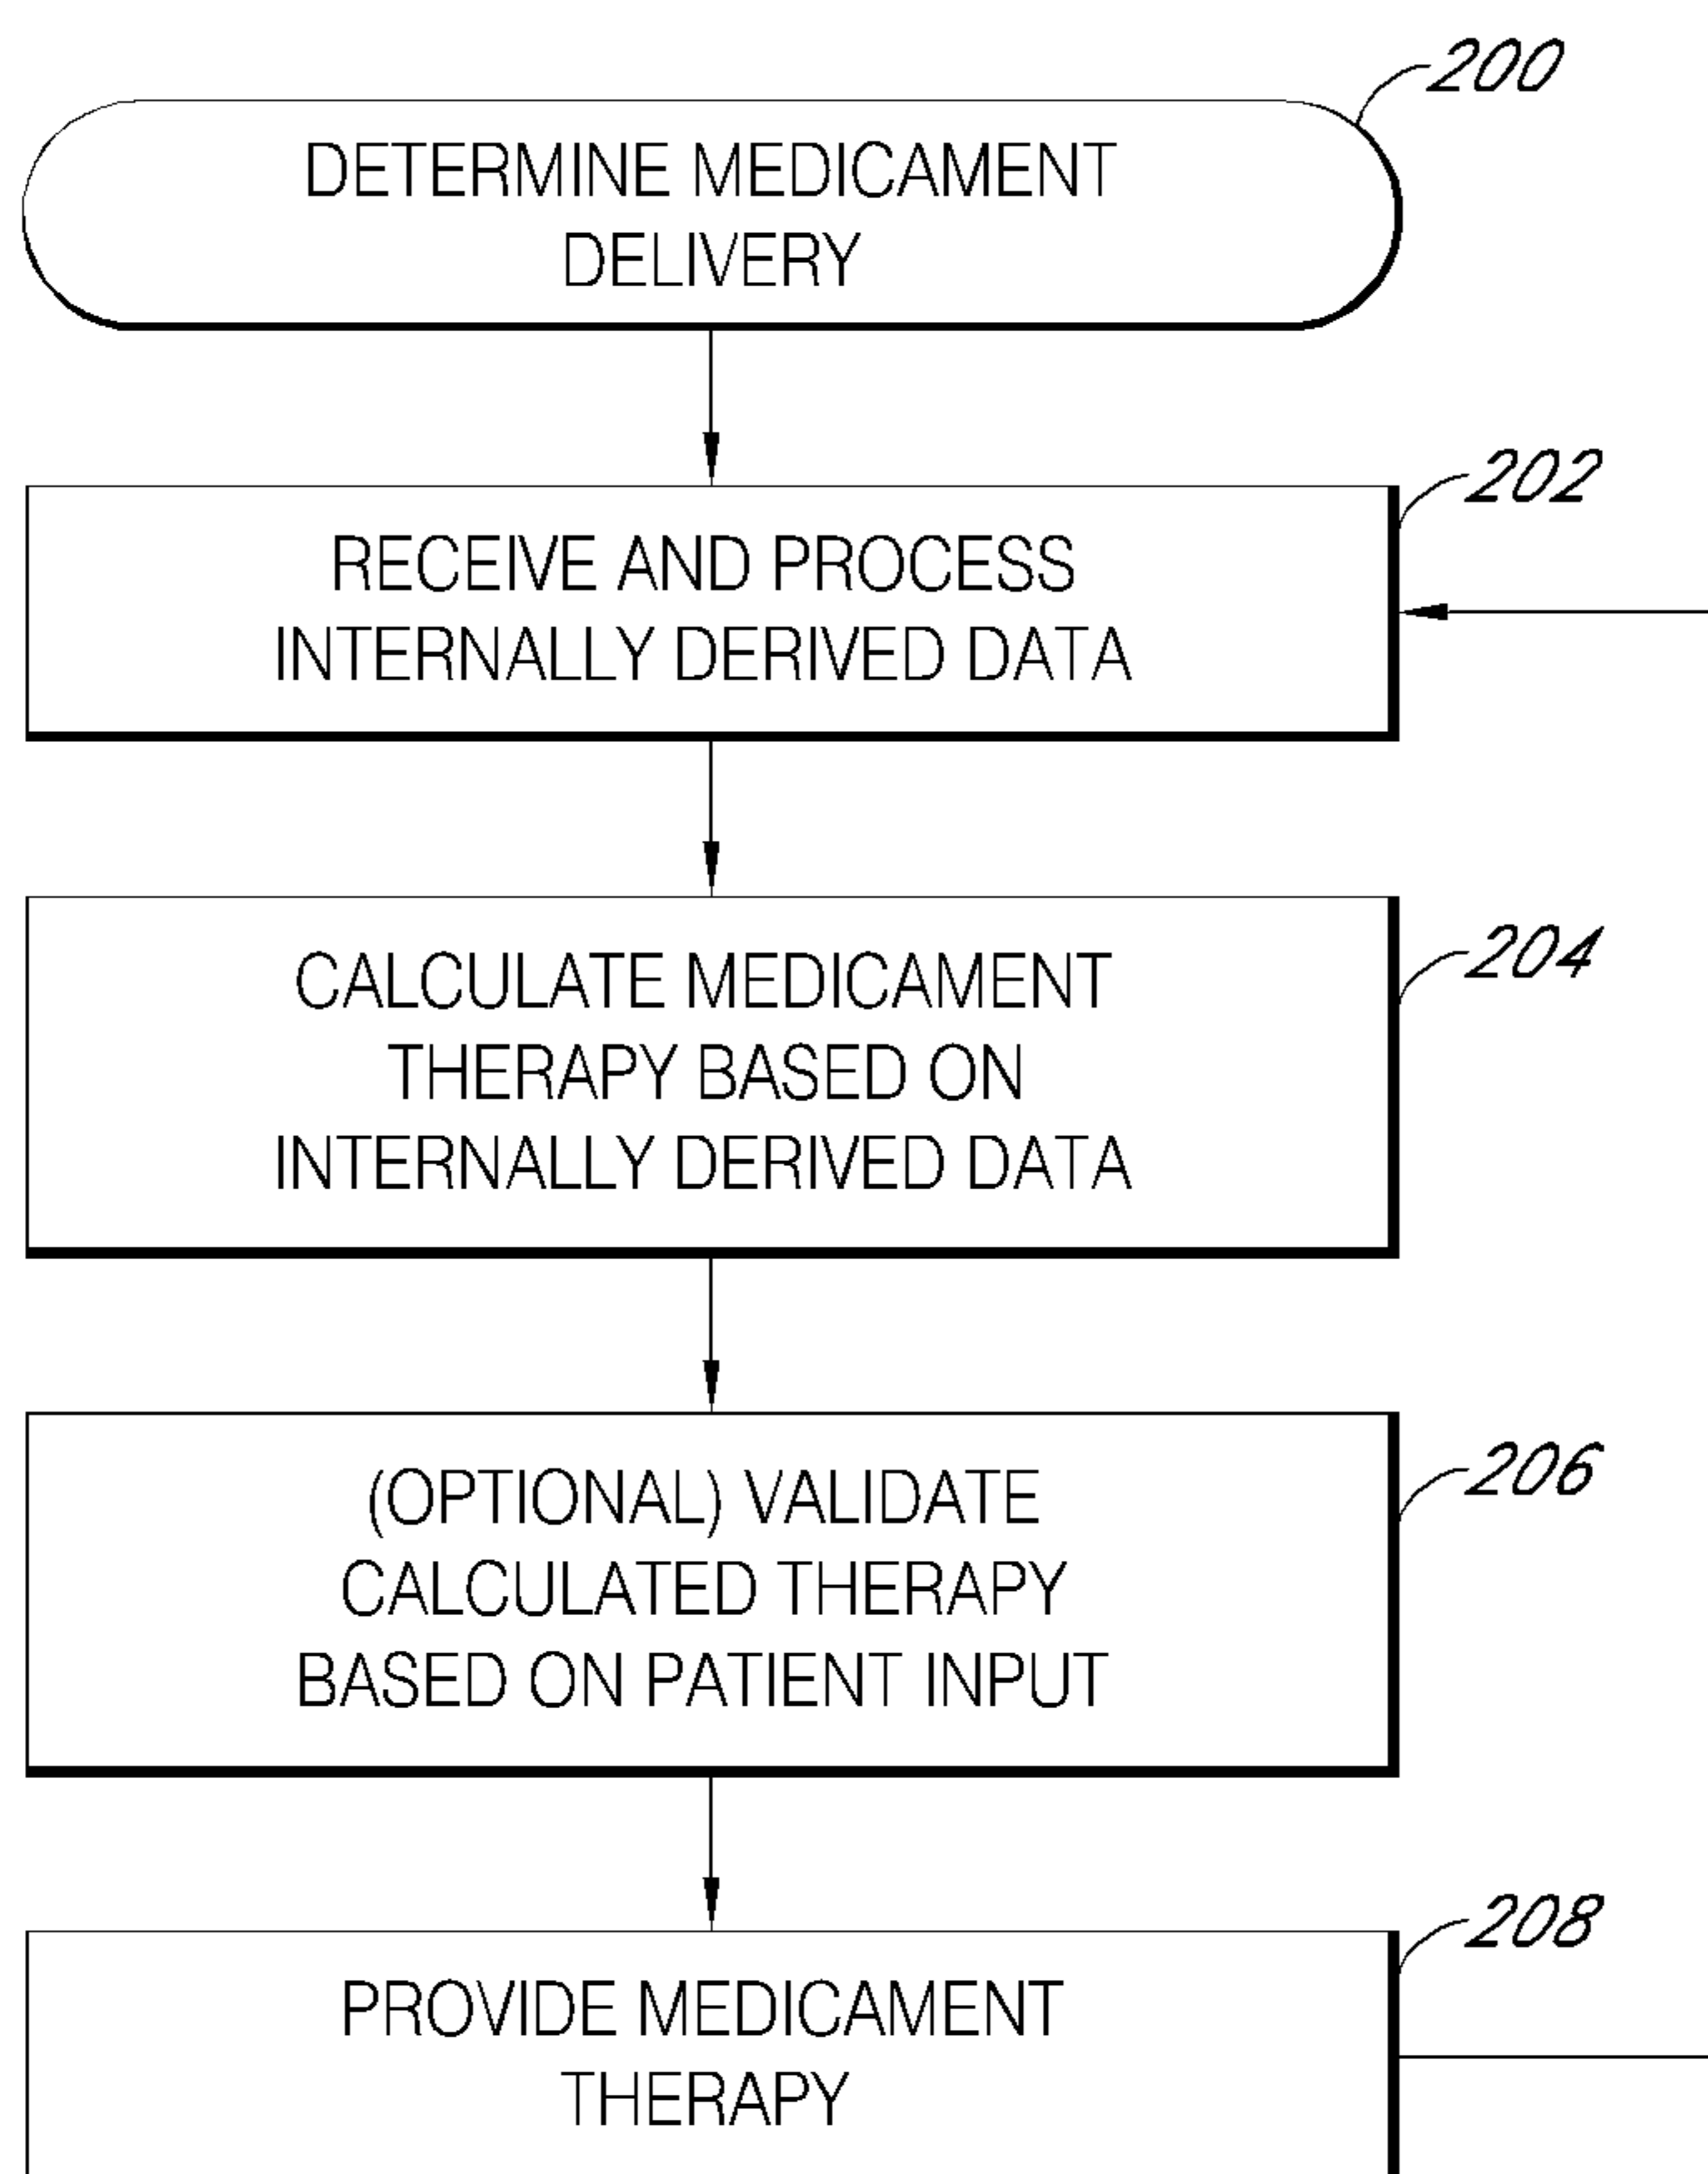 200
DETERMINE MEDICAMENT
DELIVERY
202
RECEIVE AND PROCESS
INTERNALLY DERIVED DATA
204
CALCULATE MEDICAMENT
THERAPY BASED ON
INTERNALLY DERIVED DATA
206
(OPTIONAL) VALIDATE
CALCULATED THERAPY
BASED ON PATIENT INPUT
208
PROVIDE MEDICAMENT
THERAPY